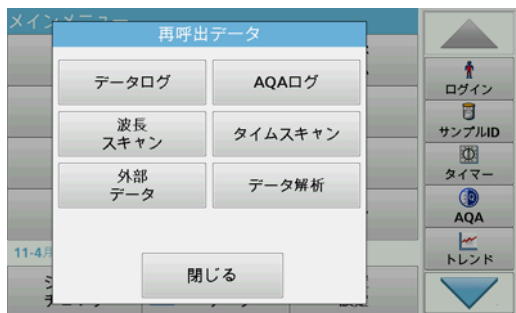 メインメニュー
再呼出データ
データログ
AQAログ
波長
スキャン
タイムスキャン
外部
データ
データ解析
閉じる
11-4月
ログイン
サンプルID
タイマー
AQA
トレンド